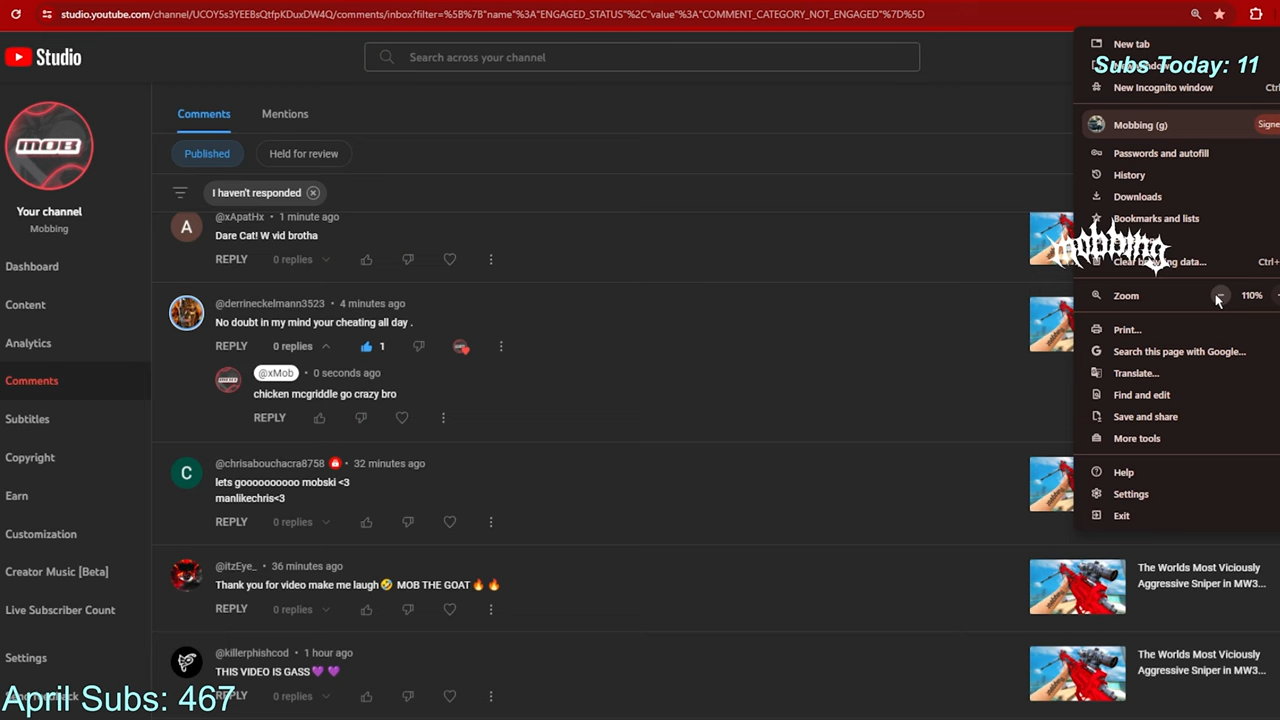 studio.youtube.com/channel/UCOY5s3YEEBsQtfpKDuxDW4Q/comments/inbox?filter=%5B%7B"name"%3A"ENGAGED_STATUS"%2C"value"%3A"COMMENT_CATEGORY_NOT_ENGAGED"%7D%5D
Studio
Search across your channel
MOB
Your channel
Mobbing
Dashboard
Content
Analytics
Comments
Subtitles
Copyright
Earn
Customization
Creator Music [Beta]
Live Subscriber Count
Settings
April Subs: 467
Comments
Mentions
Published
Held for review
I haven't responded
A
@xApatHx • 1 minute ago
Dare Cat! W vid brotha
REPLY 0 replies
@derrineckelmann3523 • 4 minutes ago
No doubt in my mind your cheating all day .
REPLY 0 replies 1
@xMob • 0 seconds ago
chicken mcgriddle go crazy bro
REPLY
C
@chrisabouchacra8758 • 32 minutes ago
lets goooooooooo mobski <3
manlikechris<3
REPLY 0 replies
@itzEye_ • 36 minutes ago
Thank you for video make me laugh🤣 MOB THE GOAT🔥🔥
REPLY 0 replies
The Worlds Most Viciously
Aggressive Sniper in MW3...
@killerphishcod • 1 hour ago
THIS VIDEO IS GASS💜💜
REPLY 0 replies
The Worlds Most Viciously
Aggressive Sniper in MW3...
New tab
Subs Today: 11
New Incognito window Ctrl
Mobbing (g) Signe
Passwords and autofill
History
Downloads
Bookmarks and lists
mobbing
Clear browsing data... Ctrl+
Zoom - 110%
Print...
Search this page with Google...
Translate...
Find and edit
Save and share
More tools
Help
Settings
Exit